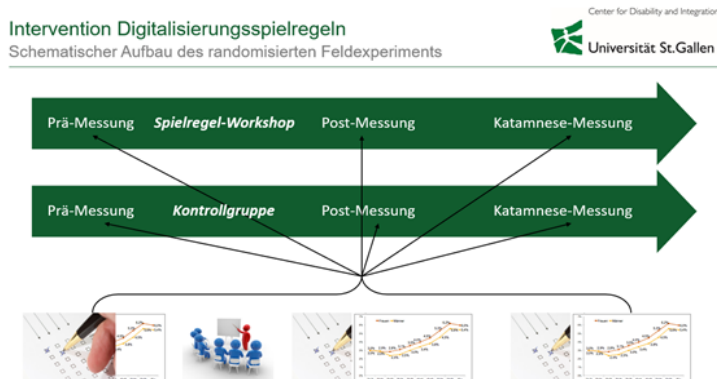 Center for Disability and Integration
Intervention Digitalisierungsspielregeln
Schematischer Aufbau des randomisierten Feldexperiments
Universität St.Gallen
Prä-Messung Spielregel-Workshop Post-Messung Katamnese-Messung
Prä-Messung Kontrollgruppe Post-Messung Katamnese-Messung